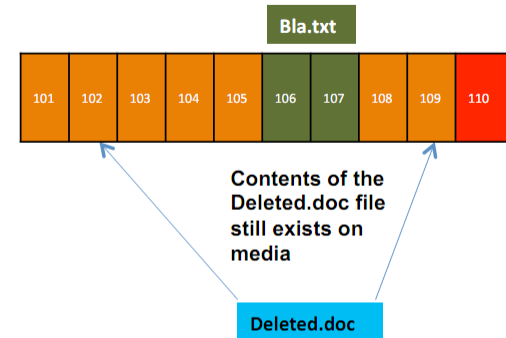 Bla.txt
101 102 103 104 105 106 107 108 109 110
Contents of the
Deleted.doc file
still exists on
media
Deleted.doc